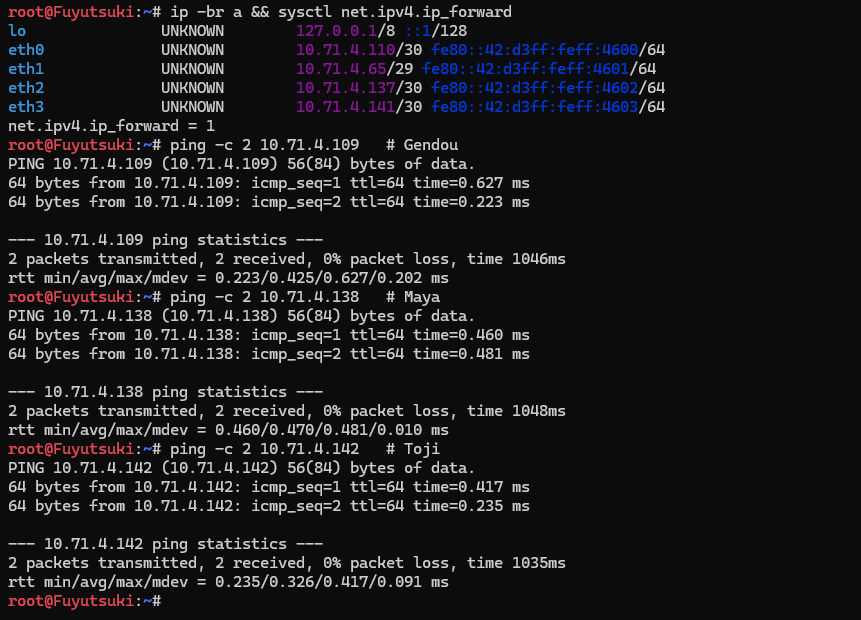 root@Fuyutsuki:~# ip -br a && sysctl net.ipv4.ip_forward
lo               UNKNOWN        127.0.0.1/8 ::1/128
eth0             UNKNOWN        10.71.4.110/30 fe80::42:d3ff:feff:4600/64
eth1             UNKNOWN        10.71.4.65/29 fe80::42:d3ff:feff:4601/64
eth2             UNKNOWN        10.71.4.137/30 fe80::42:d3ff:feff:4602/64
eth3             UNKNOWN        10.71.4.141/30 fe80::42:d3ff:feff:4603/64
net.ipv4.ip_forward = 1
root@Fuyutsuki:~# ping -c 2 10.71.4.109   # Gendou
PING 10.71.4.109 (10.71.4.109) 56(84) bytes of data.
64 bytes from 10.71.4.109: icmp_seq=1 ttl=64 time=0.627 ms
64 bytes from 10.71.4.109: icmp_seq=2 ttl=64 time=0.223 ms

--- 10.71.4.109 ping statistics ---
2 packets transmitted, 2 received, 0% packet loss, time 1046ms
rtt min/avg/max/mdev = 0.223/0.425/0.627/0.202 ms
root@Fuyutsuki:~# ping -c 2 10.71.4.138   # Maya
PING 10.71.4.138 (10.71.4.138) 56(84) bytes of data.
64 bytes from 10.71.4.138: icmp_seq=1 ttl=64 time=0.460 ms
64 bytes from 10.71.4.138: icmp_seq=2 ttl=64 time=0.481 ms

--- 10.71.4.138 ping statistics ---
2 packets transmitted, 2 received, 0% packet loss, time 1048ms
rtt min/avg/max/mdev = 0.460/0.470/0.481/0.010 ms
root@Fuyutsuki:~# ping -c 2 10.71.4.142   # Toji
PING 10.71.4.142 (10.71.4.142) 56(84) bytes of data.
64 bytes from 10.71.4.142: icmp_seq=1 ttl=64 time=0.417 ms
64 bytes from 10.71.4.142: icmp_seq=2 ttl=64 time=0.235 ms

--- 10.71.4.142 ping statistics ---
2 packets transmitted, 2 received, 0% packet loss, time 1035ms
rtt min/avg/max/mdev = 0.235/0.326/0.417/0.091 ms
root@Fuyutsuki:~#